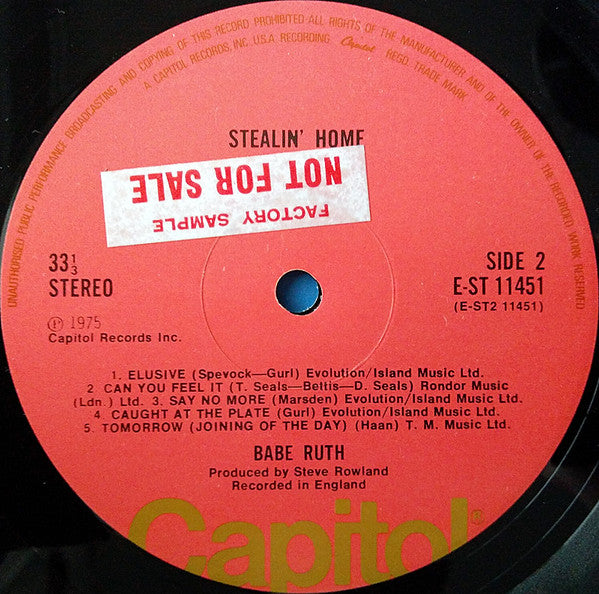 UNAUTHORISED PUBLIC PERFORMANCE BROADCASTING AND COPYING OF THIS RECORD PROHIBITED·ALL RIGHTS OF THE MANUFACTURER AND OF THE OWNER OF THE RECORDED WORK RESERVED
A CAPITOL RECORDS, INC. U.S.A RECORDING Capitol REGD. TRADE MARK
STEALIN' HOME
FACTORY SAMPLE
NOT FOR SALE
33⅓
STEREO
SIDE 2
E-ST 11451
(E-ST2 11451)
℗ 1975
Capitol Records Inc.
1. ELUSIVE (Spevock—Gurl) Evolution/Island Music Ltd.
2 CAN YOU FEEL IT (T. Seals—Beltis—D. Seals) Rondor Music
(Ldn.) Ltd. 3. SAY NO MORE (Marsden) Evolution/Island Music Ltd.
4. CAUGHT AT THE PLATE (Gurl) Evolution/Island Music Ltd.
5. TOMORROW (JOINING OF THE DAY) (Haan) T. M. Music Ltd.
BABE RUTH
Produced by Steve Rowland
Recorded in England
Capitol®